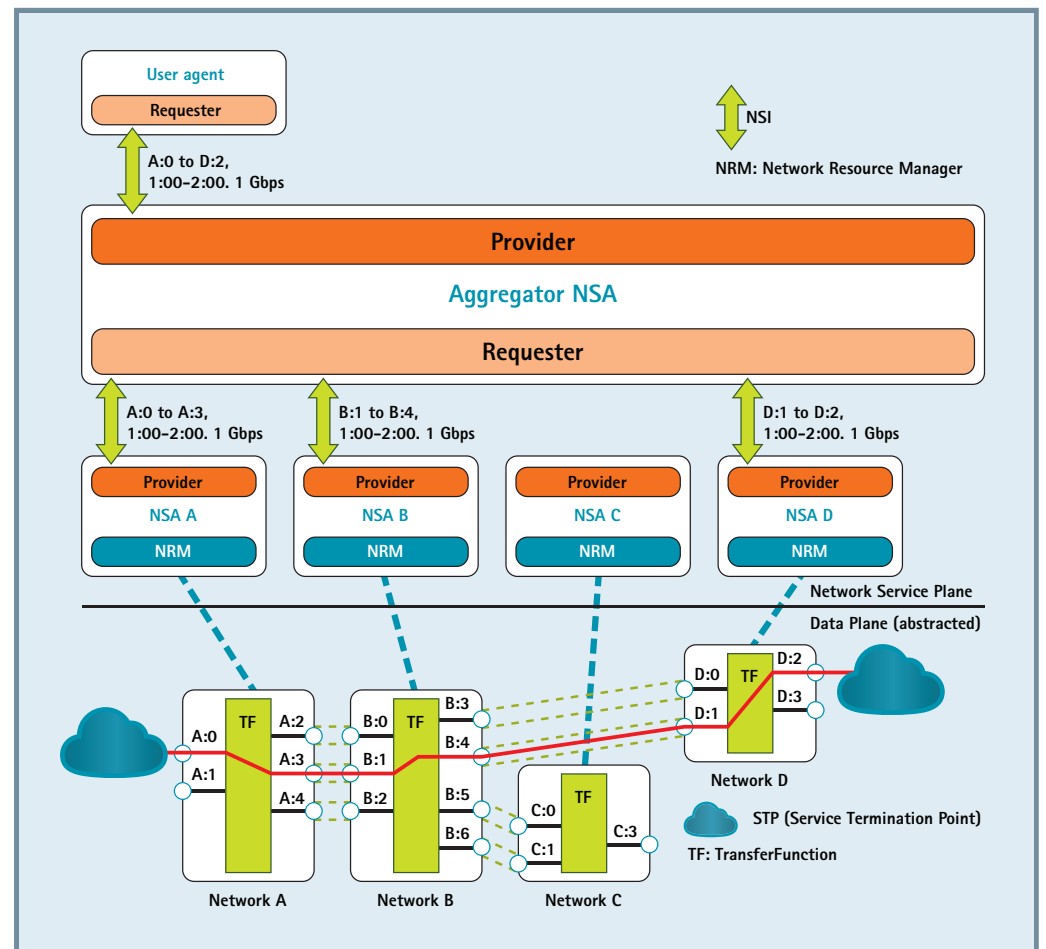 User agent
Requester
NSI
A:0 to D:2,
1:00-2:00. 1 Gbps
NRM: Network Resource Manager
Provider
Aggregator NSA
Requester
A:0 to A:3,
1:00-2:00. 1 Gbps
B:1 to B:4,
1:00-2:00. 1 Gbps
D:1 to D:2,
1:00-2:00. 1 Gbps
Provider
NSA A
NRM
Provider
NSA B
NRM
Provider
NSA C
NRM
Provider
NSA D
NRM
Network Service Plane
Data Plane (abstracted)
A:0
A:1
TF
A:2
A:3
A:4
Network A
B:0
B:1
B:2
TF
B:3
B:4
B:5
B:6
Network B
C:0
C:1
TF
C:3
Network C
D:0
D:1
TF
D:2
D:3
Network D
STP (Service Termination Point)
TF: TransferFunction